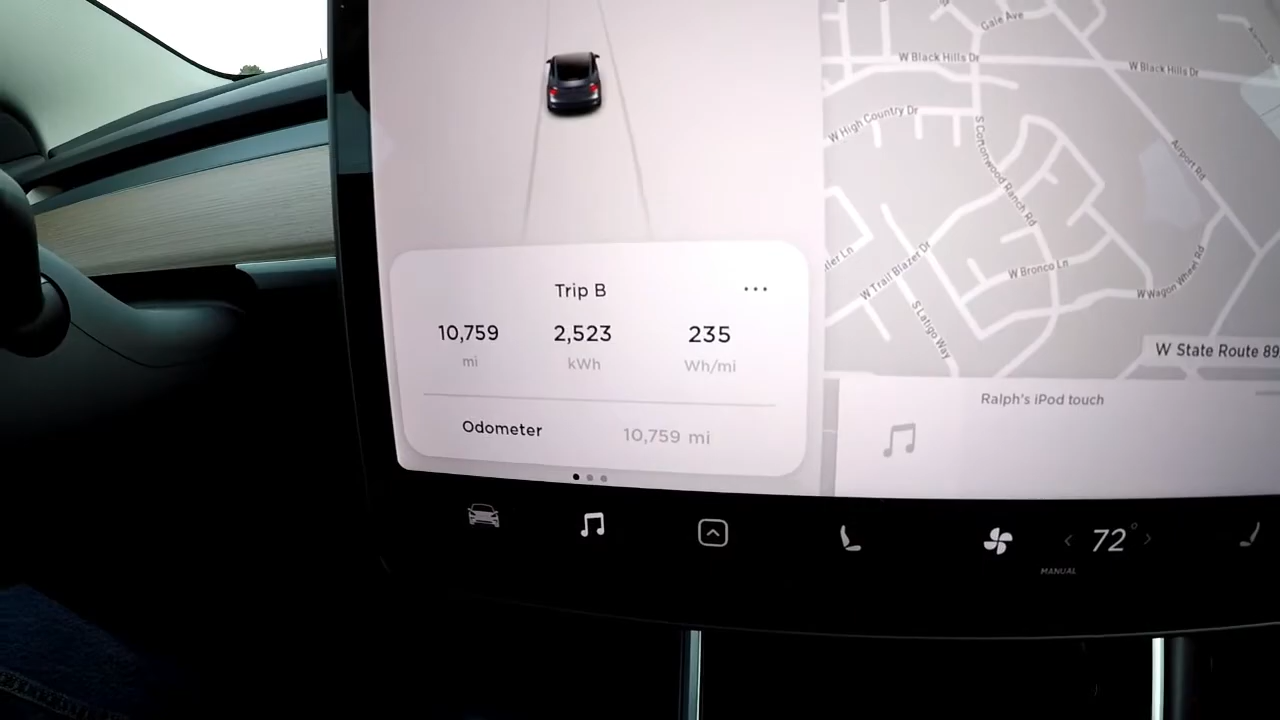 Trip B
...
10,759 2,523 235
mi kWh Wh/mi
Odometer 10,759 mi
Gale Ave
W Black Hills Dr
W Black Hills Dr
W High Country Dr
S Cottonwood Ranch Rd
Airport Rd
W Trail Blazer Dr
W Bronco Ln
W Wagon Wheel Rd
S Latigo Way
W State Route 89
Ralph's iPod touch
72°
MANUAL